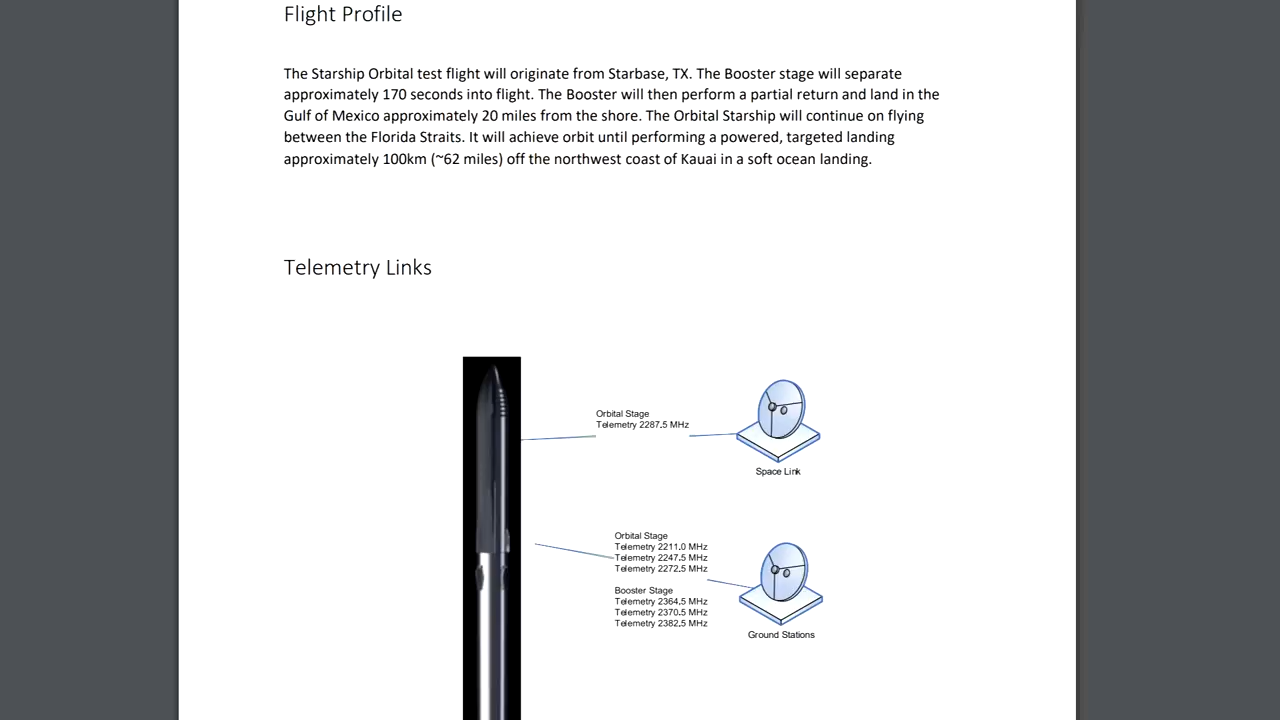 Flight Profile
The Starship Orbital test flight will originate from Starbase, TX. The Booster stage will separate
approximately 170 seconds into flight. The Booster will then perform a partial return and land in the
Gulf of Mexico approximately 20 miles from the shore. The Orbital Starship will continue on flying
between the Florida Straits. It will achieve orbit until performing a powered, targeted landing
approximately 100km (~62 miles) off the northwest coast of Kauai in a soft ocean landing.
Telemetry Links
Orbital Stage
Telemetry 2287.5 MHz
Space Link
Orbital Stage
Telemetry 2211.0 MHz
Telemetry 2247.5 MHz
Telemetry 2272.5 MHz
Booster Stage
Telemetry 2364.5 MHz
Telemetry 2370.5 MHz
Telemetry 2382.5 MHz
Ground Stations